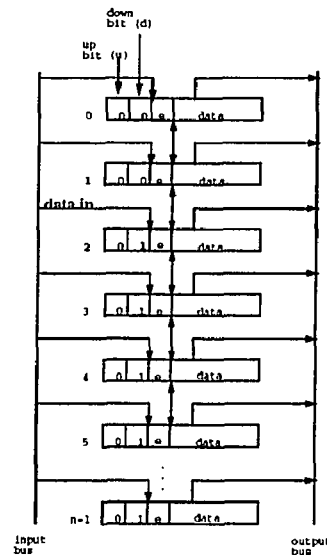 down
bit (d)
up
bit (u)
0 0 0 e data
1 0 0 e data
data in
2 0 1 e data
3 0 1 e data
4 0 1 e data
5 0 1 e data
n-1 0 1 e data
input
bus
output
bus